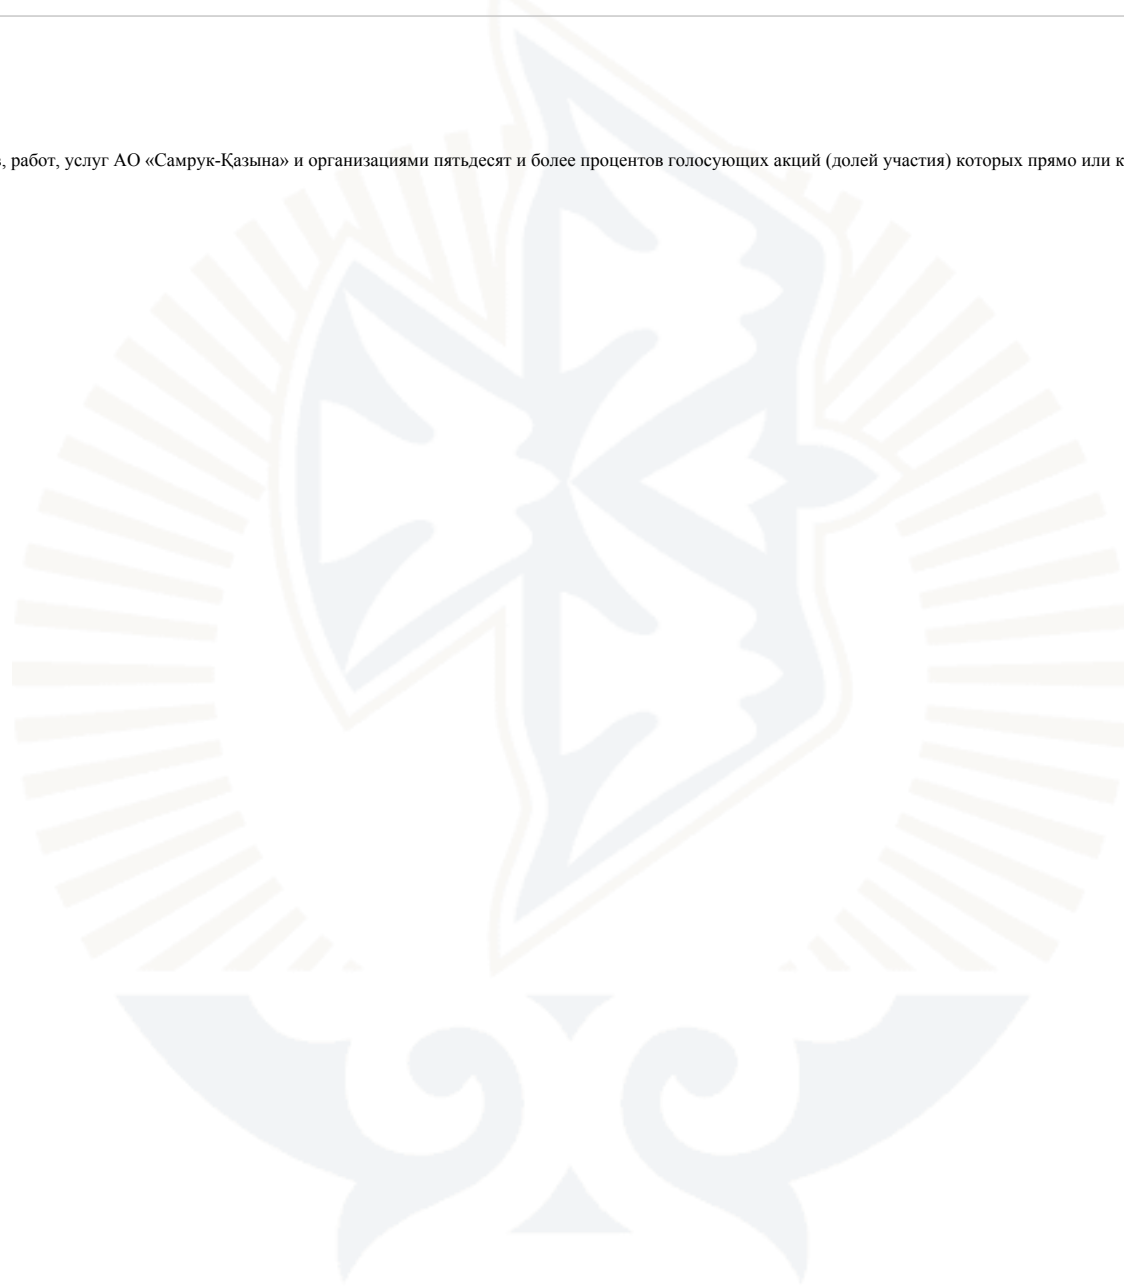 , работ, услуг АО «Самрук-Қазына» и организациями пятьдесят и более процентов голосующих акций (долей участия) которых прямо или к